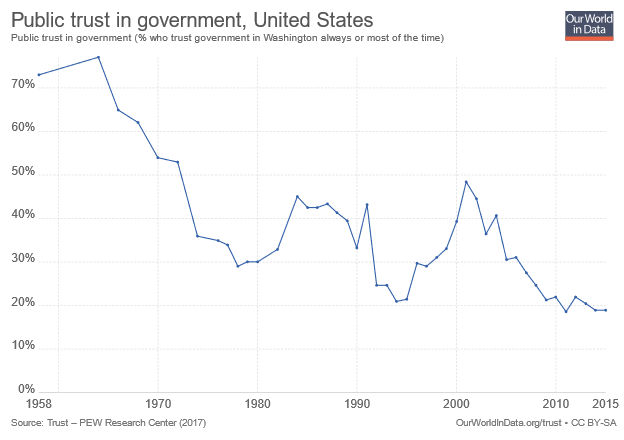 Public trust in government, United States
Public trust in government (% who trust government in Washington always or most of the time)
Our World
in Data
70%
60%
50%
40%
30%
20%
10%
0%
1958 1970 1980 1990 2000 2010 2015
Source: Trust – PEW Research Center (2017) OurWorldInData.org/trust • CC BY-SA